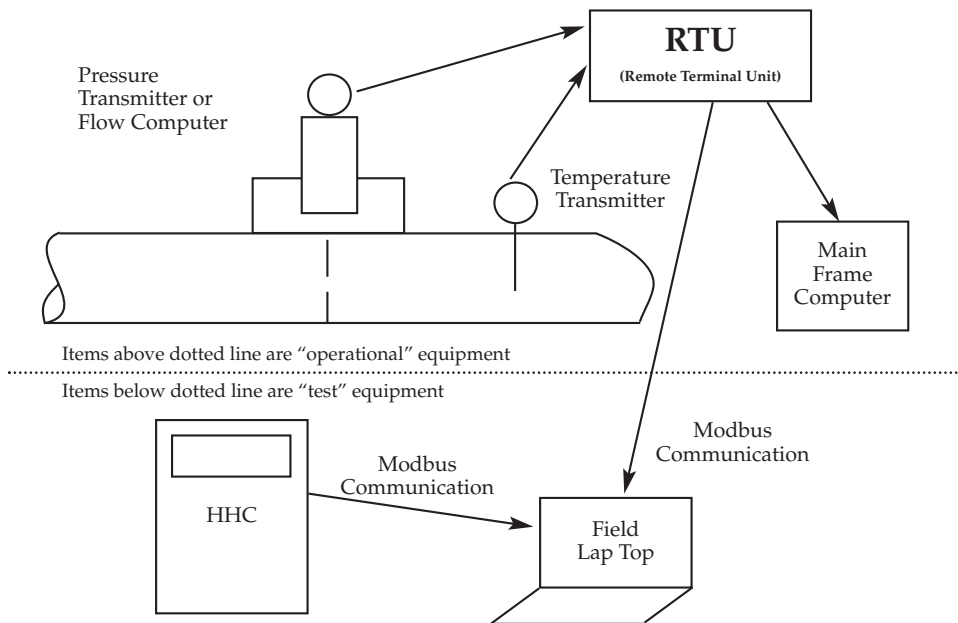 RTU
(Remote Terminal Unit)
Pressure
Transmitter or
Flow Computer
Temperature
Transmitter
Main
Frame
Computer
Items above dotted line are “operational” equipment
Items below dotted line are “test” equipment
Modbus
Communication
Modbus
Communication
HHC
Field
Lap Top